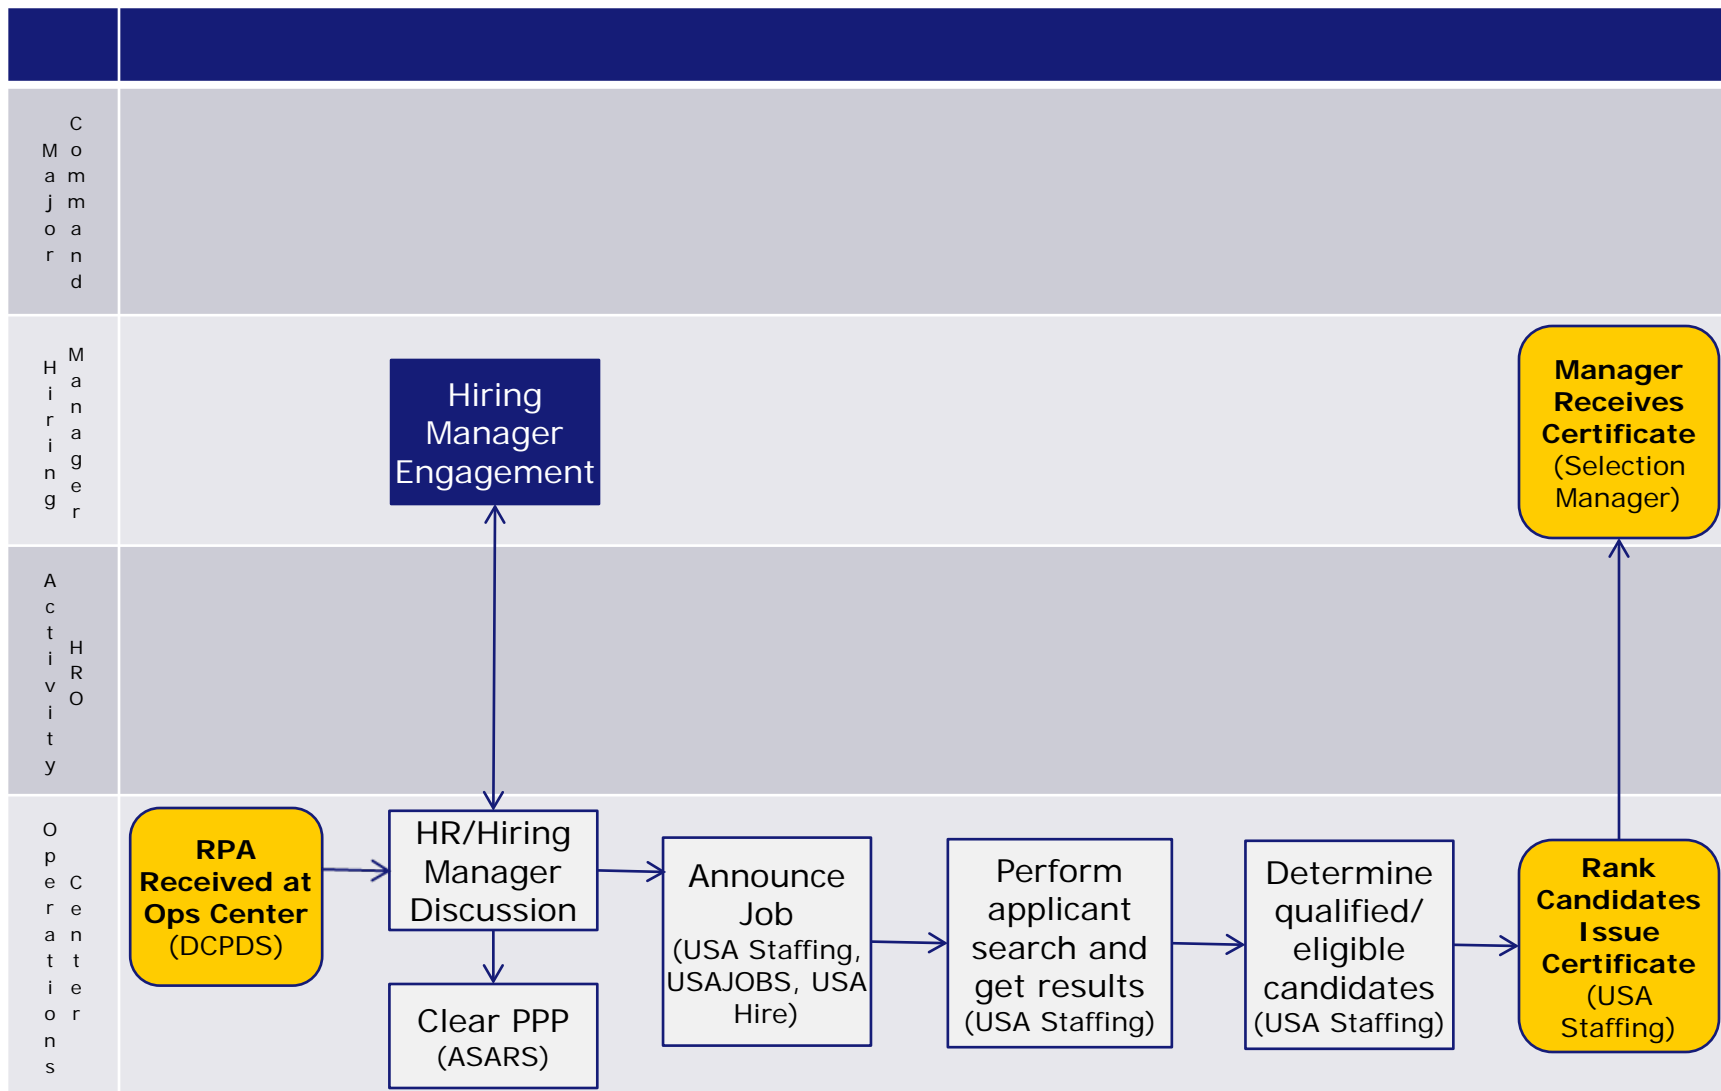 Major Command
Hiring Manager
Hiring
Manager
Engagement
Manager
Receives
Certificate
(Selection
Manager)
Activity HRO
Operations Center
RPA
Received at
Ops Center
(DCPDS)
HR/Hiring
Manager
Discussion
Clear PPP
(ASARS)
Announce
Job
(USA Staffing,
USAJOBS, USA
Hire)
Perform
applicant
search and
get results
(USA Staffing)
Determine
qualified/
eligible
candidates
(USA Staffing)
Rank
Candidates
Issue
Certificate
(USA
Staffing)